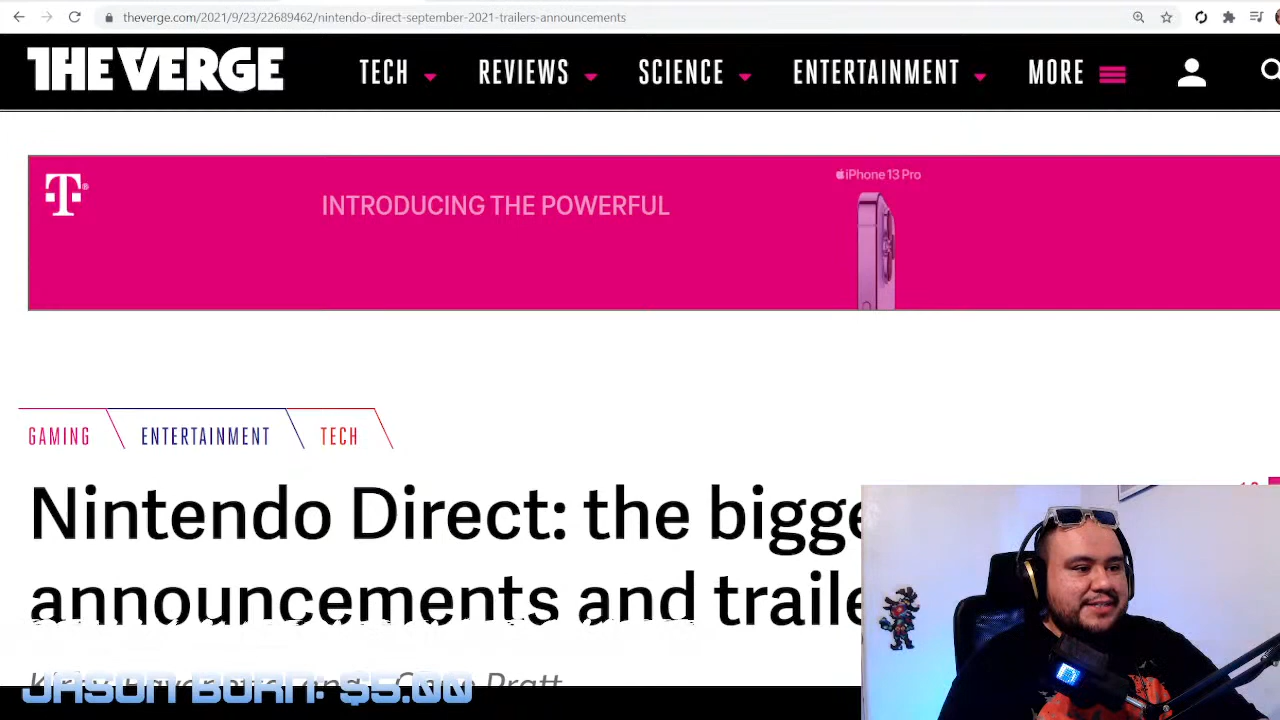 theverge.com/2021/9/23/22689462/nintendo-direct-september-2021-trailers-announcements
THE VERGE
TECH REVIEWS SCIENCE ENTERTAINMENT MORE
T
iPhone 13 Pro
INTRODUCING THE POWERFUL
GAMING ENTERTAINMENT TECH
Nintendo Direct: the bigge
announcements and traile
Pratt
JASON BORN: $5.00